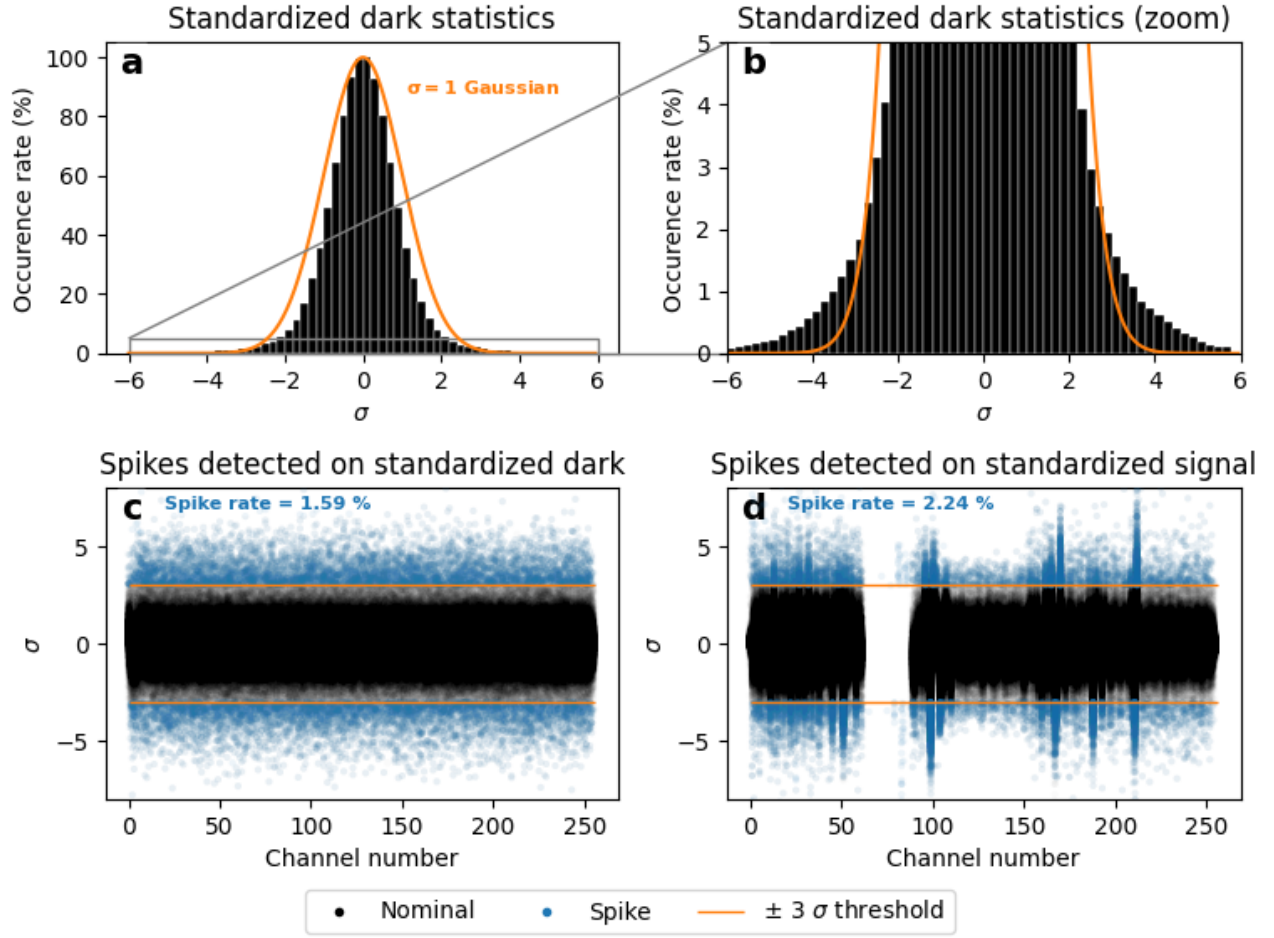 Standardized dark statistics
Standardized dark statistics (zoom)
a
σ = 1 Gaussian
Occurence rate (%)
100
80
60
40
20
0
−6 −4 −2 0 2 4 6
σ
b
Occurence rate (%)
5
4
3
2
1
0
−6 −4 −2 0 2 4 6
σ
Spikes detected on standardized dark
Spikes detected on standardized signal
c
Spike rate = 1.59 %
σ
5
0
−5
0 50 100 150 200 250
Channel number
d
Spike rate = 2.24 %
σ
5
0
−5
0 50 100 150 200 250
Channel number
Nominal Spike ± 3 σ threshold